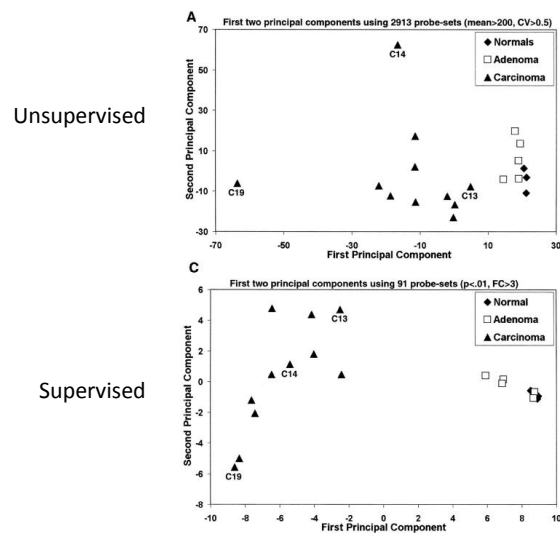 Unsupervised
A
First two principal components using 2913 probe-sets (mean>200, CV>0.5)
Second Principal Component
70
50
30
10
-10
-30
C14
C19
C13
◆ Normals
□ Adenoma
▲ Carcinoma
-70 -50 -30 -10 10 30
First Principal Component
Supervised
C
First two principal components using 91 probe-sets (p<.01, FC>3)
Second Principal Component
6
4
2
0
-2
-4
-6
-8
C13
C14
C19
◆ Normal
□ Adenoma
▲ Carcinoma
-10 -8 -6 -4 -2 0 2 4 6 8 10
First Principal Component